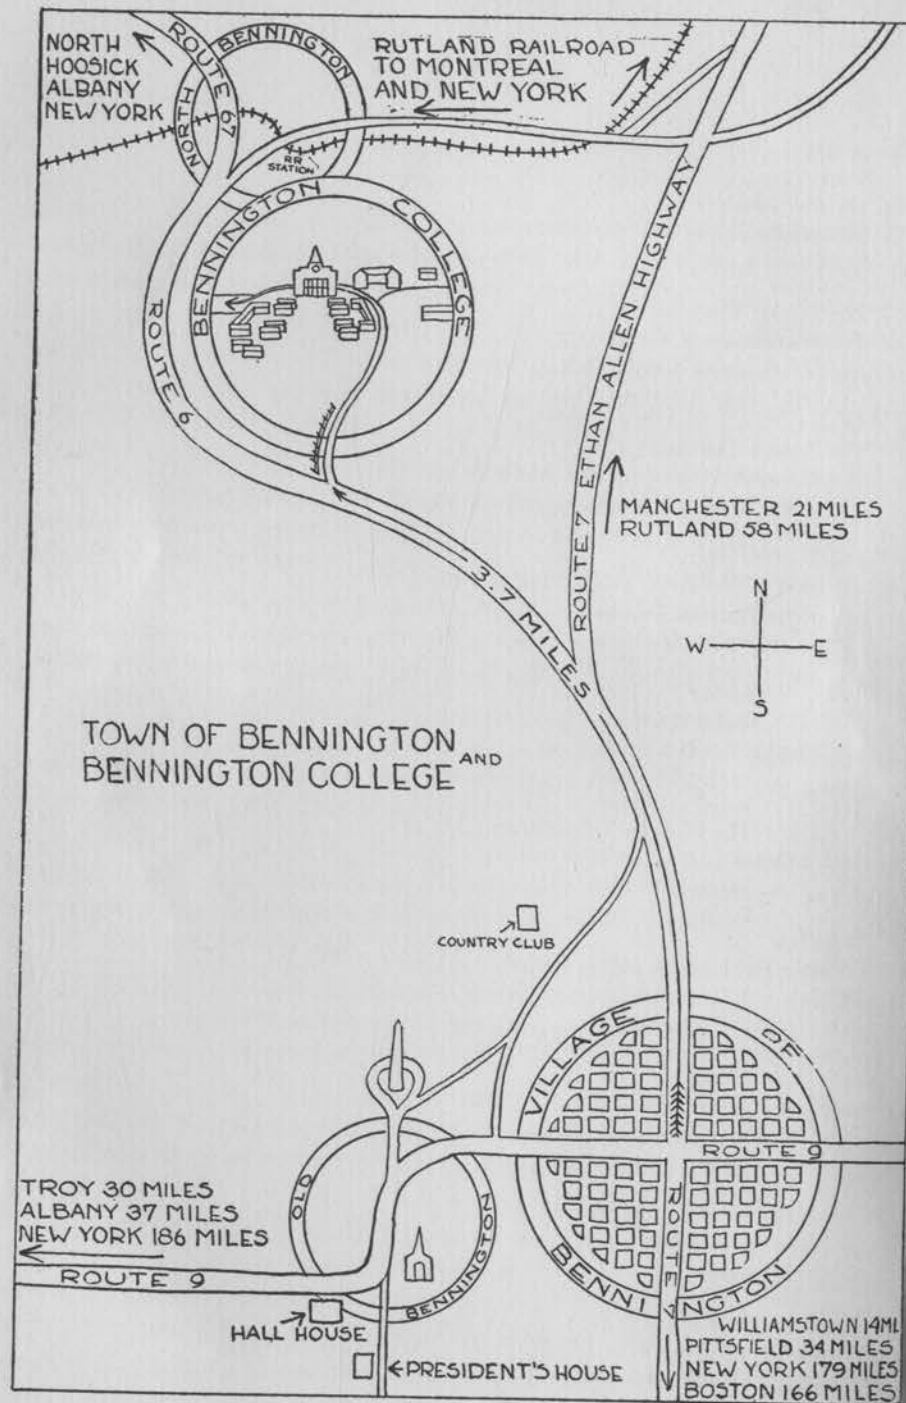 NORTH
HOOSICK
ALBANY
NEW YORK
ROUTE 67
NORTH BENNINGTON
RUTLAND RAILROAD
TO MONTREAL
AND NEW YORK
RR
STATION
BENNINGTON COLLEGE
ROUTE 6
ROUTE 7 ETHAN ALLEN HIGHWAY
MANCHESTER 21 MILES
RUTLAND 58 MILES
3.7 MILES
N
W E
S
TOWN OF BENNINGTON
AND
BENNINGTON COLLEGE
COUNTRY CLUB
VILLAGE OF
BENNINGTON
ROUTE 9
ROUTE 7
OLD
BENNINGTON
TROY 30 MILES
ALBANY 37 MILES
NEW YORK 186 MILES
ROUTE 9
HALL HOUSE
PRESIDENT'S HOUSE
WILLIAMSTOWN 14MI
PITTSFIELD 34 MILES
NEW YORK 179 MILES
BOSTON 166 MILES